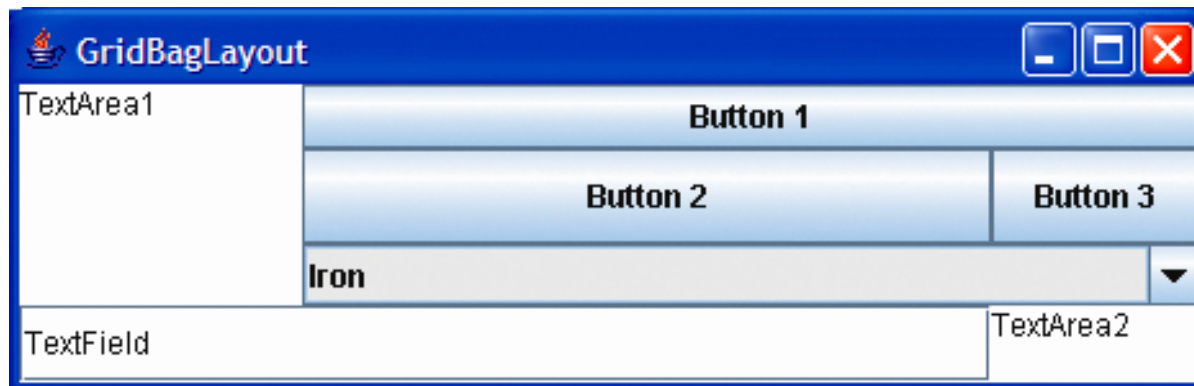 GridBagLayout
TextArea1
Button 1
Button 2
Button 3
Iron
TextField
TextArea2